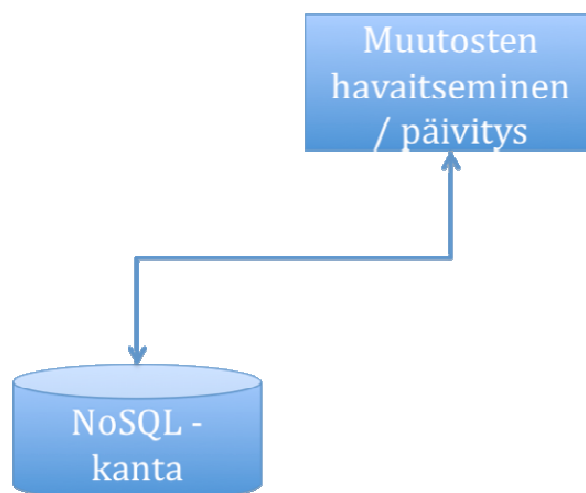 Muutosten
havaitseminen
/ päivitys
NoSQL -
kanta